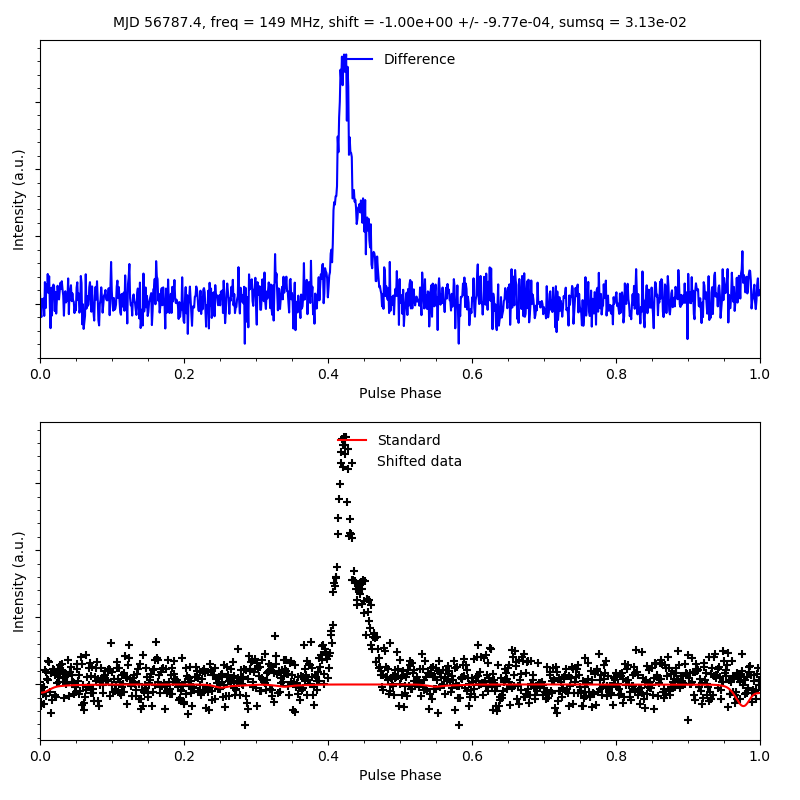 MJD 56787.4, freq = 149 MHz, shift = -1.00e+00 +/- -9.77e-04, sumsq = 3.13e-02
Difference
Intensity (a.u.)
0.0 0.2 0.4 0.6 0.8 1.0
Pulse Phase
Standard
Shifted data
Intensity (a.u.)
0.0 0.2 0.4 0.6 0.8 1.0
Pulse Phase